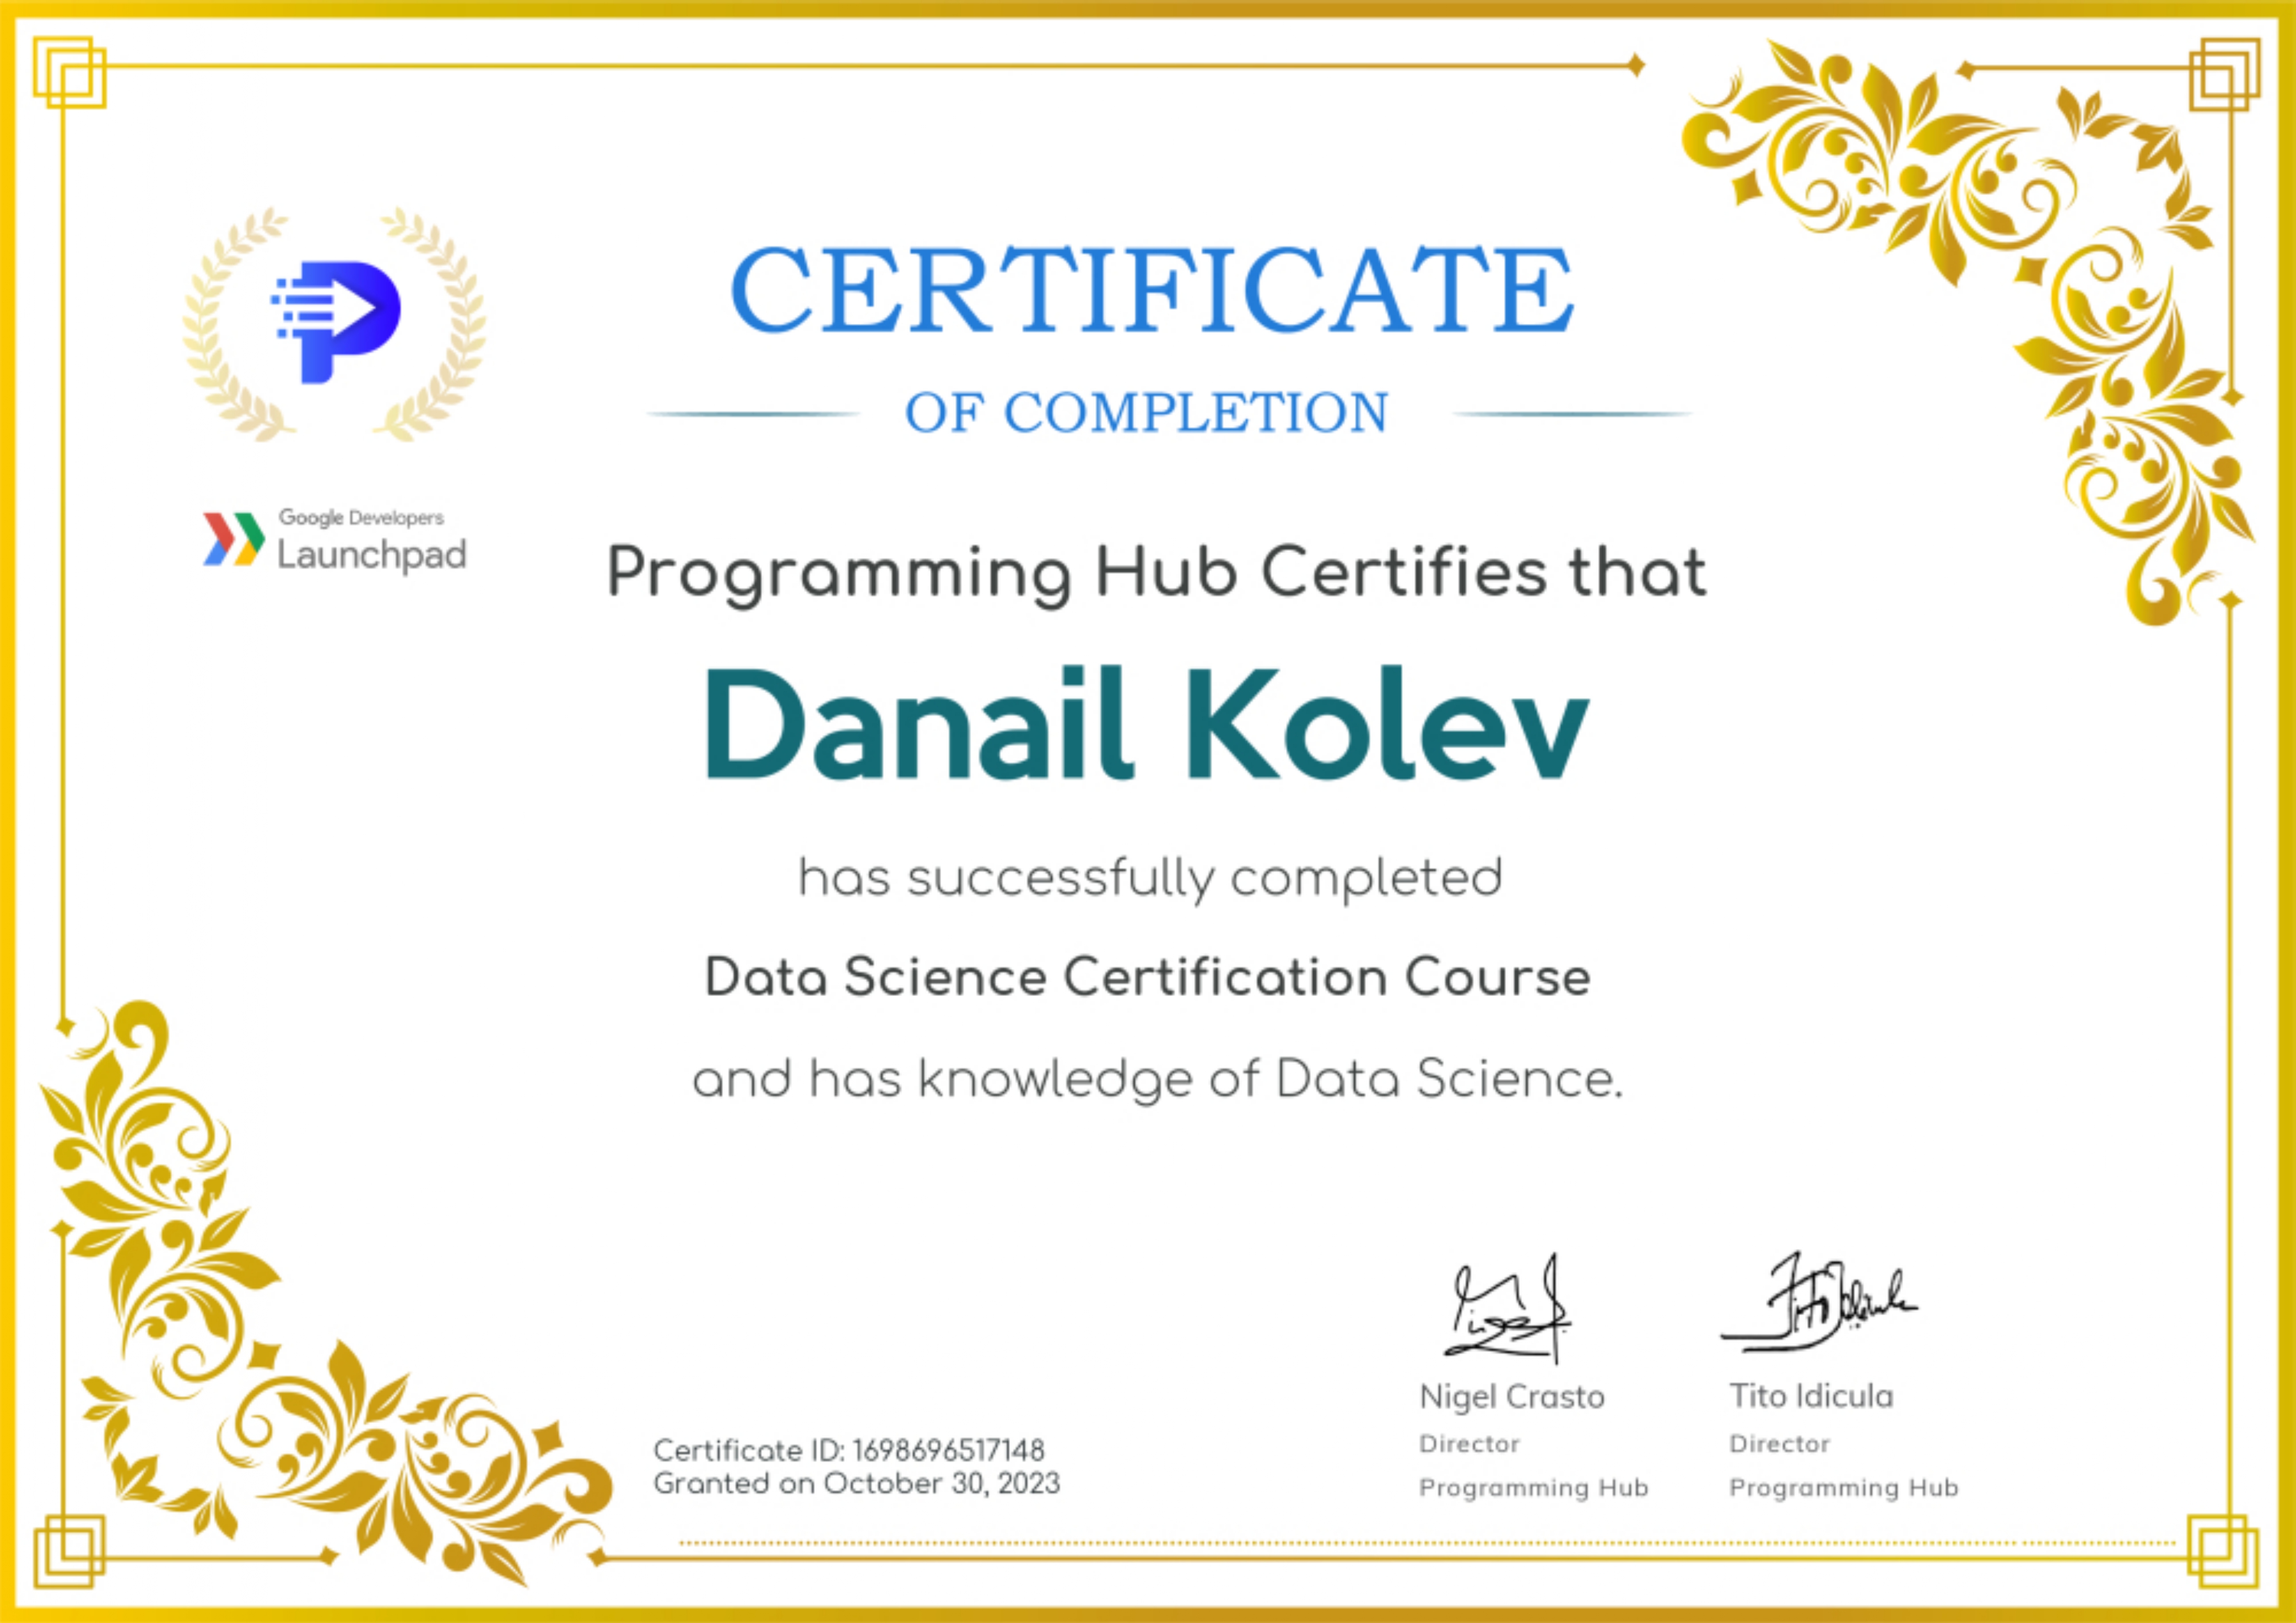 CERTIFICATE
OF COMPLETION
Google Developers
Launchpad
Programming Hub Certifies that
Danail Kolev
has successfully completed
Data Science Certification Course
and has knowledge of Data Science.
Nigel Crasto
Director
Programming Hub
Tito Idicula
Director
Programming Hub
Certificate ID: 1698696517148
Granted on October 30, 2023